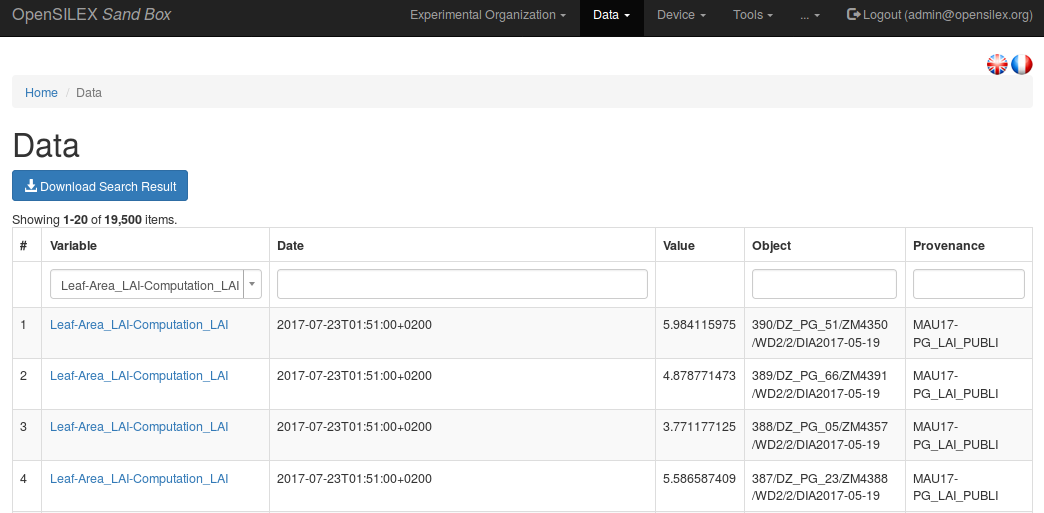 OpenSILEX Sand Box Experimental Organization Data Device Tools ... Logout (admin@opensilex.org)
Home / Data
Data
Download Search Result
Showing 1-20 of 19,500 items.
# Variable Date Value Object Provenance
Leaf-Area_LAI-Computation_LAI
1 Leaf-Area_LAI-Computation_LAI 2017-07-23T01:51:00+0200 5.984115975 390/DZ_PG_51/ZM4350 MAU17-
/WD2/2/DIA2017-05-19 PG_LAI_PUBLI
2 Leaf-Area_LAI-Computation_LAI 2017-07-23T01:51:00+0200 4.878771473 389/DZ_PG_66/ZM4391 MAU17-
/WD2/2/DIA2017-05-19 PG_LAI_PUBLI
3 Leaf-Area_LAI-Computation_LAI 2017-07-23T01:51:00+0200 3.771177125 388/DZ_PG_05/ZM4357 MAU17-
/WD2/2/DIA2017-05-19 PG_LAI_PUBLI
4 Leaf-Area_LAI-Computation_LAI 2017-07-23T01:51:00+0200 5.586587409 387/DZ_PG_23/ZM4388 MAU17-
/WD2/2/DIA2017-05-19 PG_LAI_PUBLI